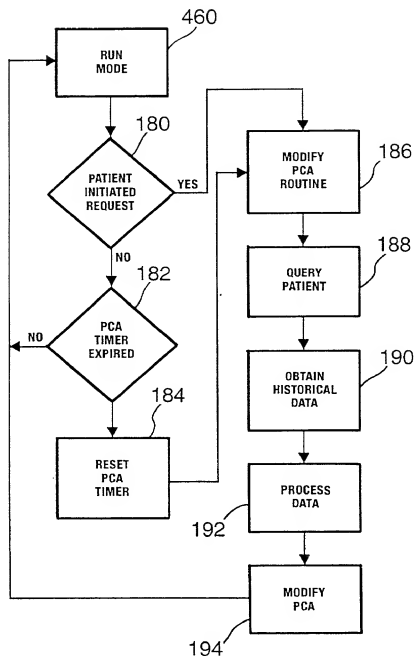 460
RUN
MODE
180
PATIENT
INITIATED
REQUEST
YES
NO
182
PCA
TIMER
EXPIRED
NO
184
RESET
PCA
TIMER
MODIFY
PCA
ROUTINE
186
QUERY
PATIENT
188
OBTAIN
HISTORICAL
DATA
190
PROCESS
DATA
192
MODIFY
PCA
194